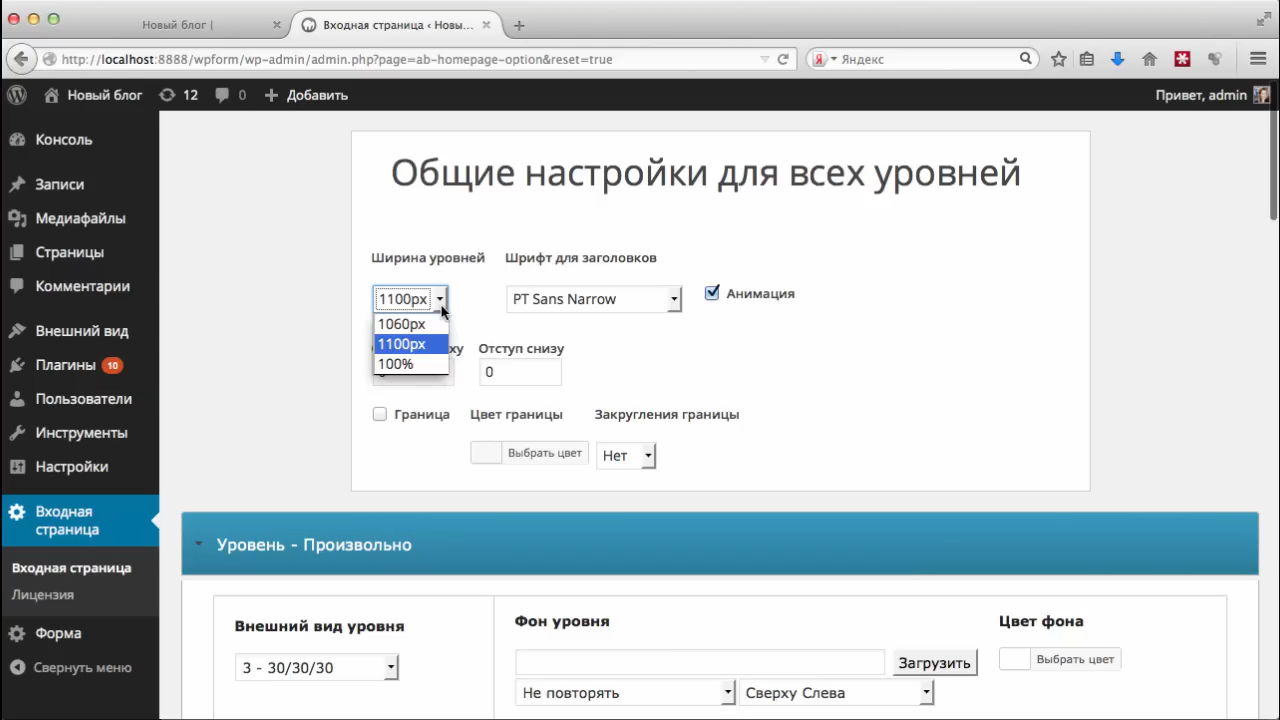 Новый блог |
Входная страница ‹ Новы...
http://localhost:8888/wpform/wp-admin/admin.php?page=ab-homepage-option&reset=true
Я
Яндекс
Новый блог
12
0
Добавить
Привет, admin
Консоль
Записи
Медиафайлы
Страницы
Комментарии
Внешний вид
Плагины 10
Пользователи
Инструменты
Настройки
Входная
страница
Входная страница
Лицензия
Форма
Свернуть меню
Общие настройки для всех уровней
Ширина уровней Шрифт для заголовков
1100px PT Sans Narrow Анимация
1060px
1100px
100%
Отступ снизу
0
Граница Цвет границы Закругления границы
Выбрать цвет Нет
Уровень - Произвольно
Внешний вид уровня Фон уровня Цвет фона
3 - 30/30/30 Загрузить Выбрать цвет
Не повторять Сверху Слева